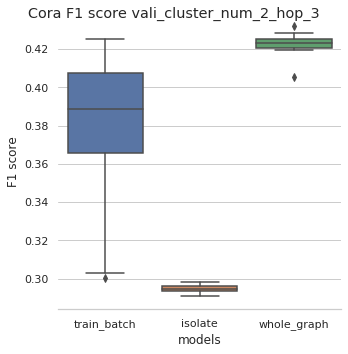 Cora F1 score vali_cluster_num_2_hop_3
0.42
0.40
0.38
0.36
0.34
0.32
0.30
F1 score
train_batch isolate whole_graph
models